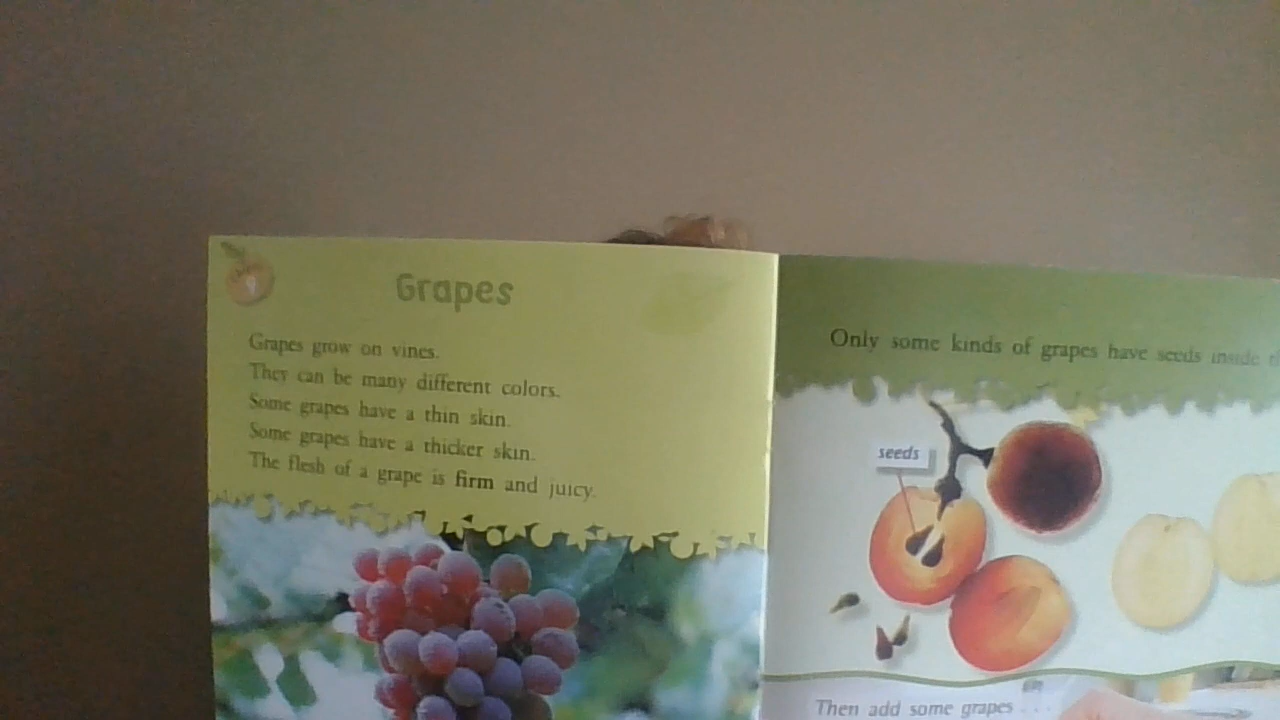 Grapes
Grapes grow on vines.
They can be many different colors.
Some grapes have a thin skin.
Some grapes have a thicker skin.
The flesh of a grape is firm and juicy.
Only some kinds of grapes have seeds inside
seeds
Then add some grapes . . .